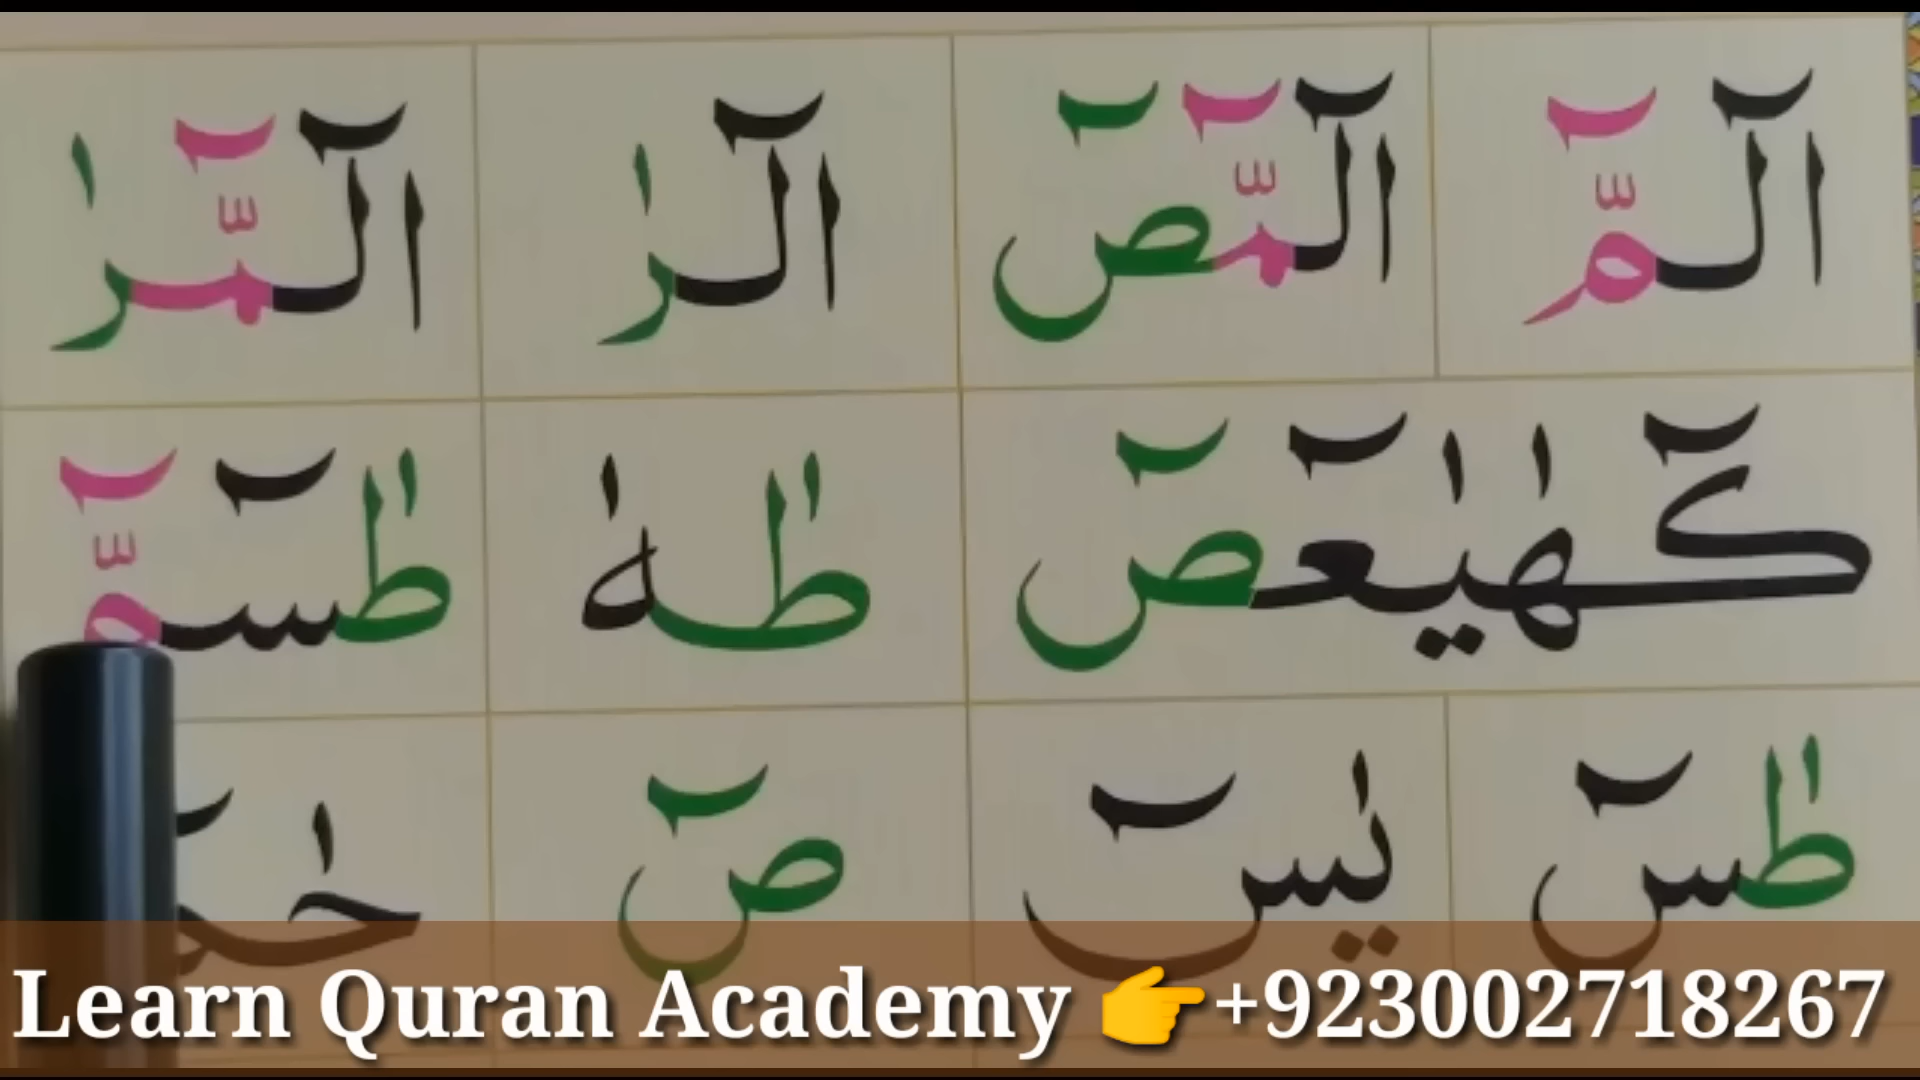 الٓمّٓ الٓمّٓصٓ الٓرٰ الٓمّٓرٰ
كٓهٰيٰعٓصٓ طٰهٰ طٰسٓمّٓ
طٰسٓ يٰسٓ صٓ
Learn Quran Academy 👉+923002718267